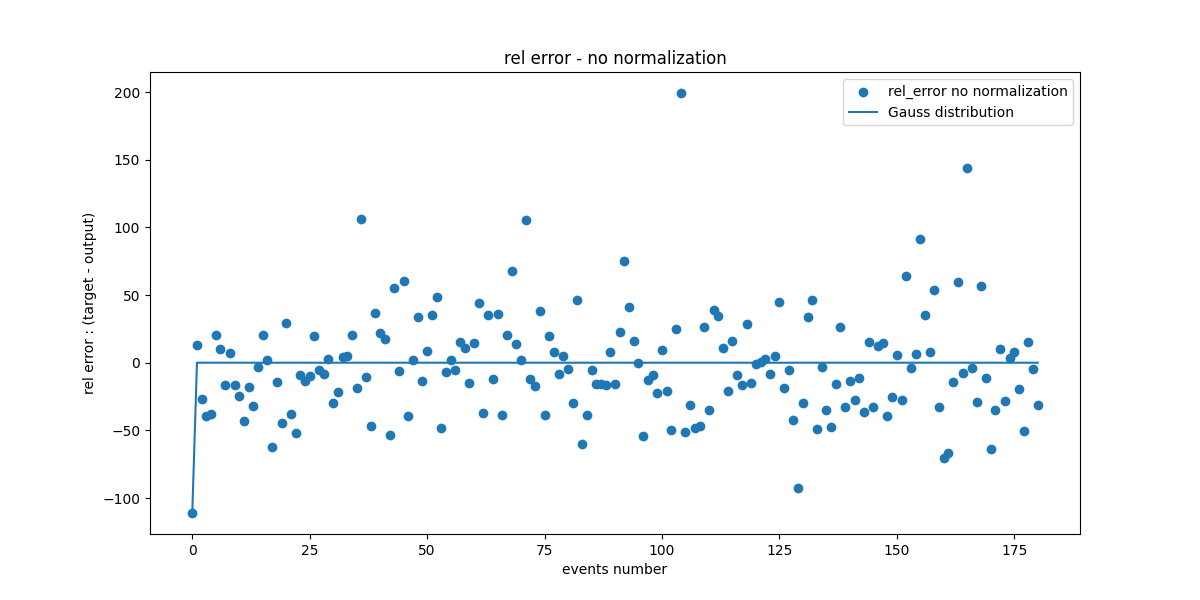 rel error - no normalization
rel_error no normalization
Gauss distribution
200
150
100
50
0
−50
−100
rel error : (target - output)
0 25 50 75 100 125 150 175
events number